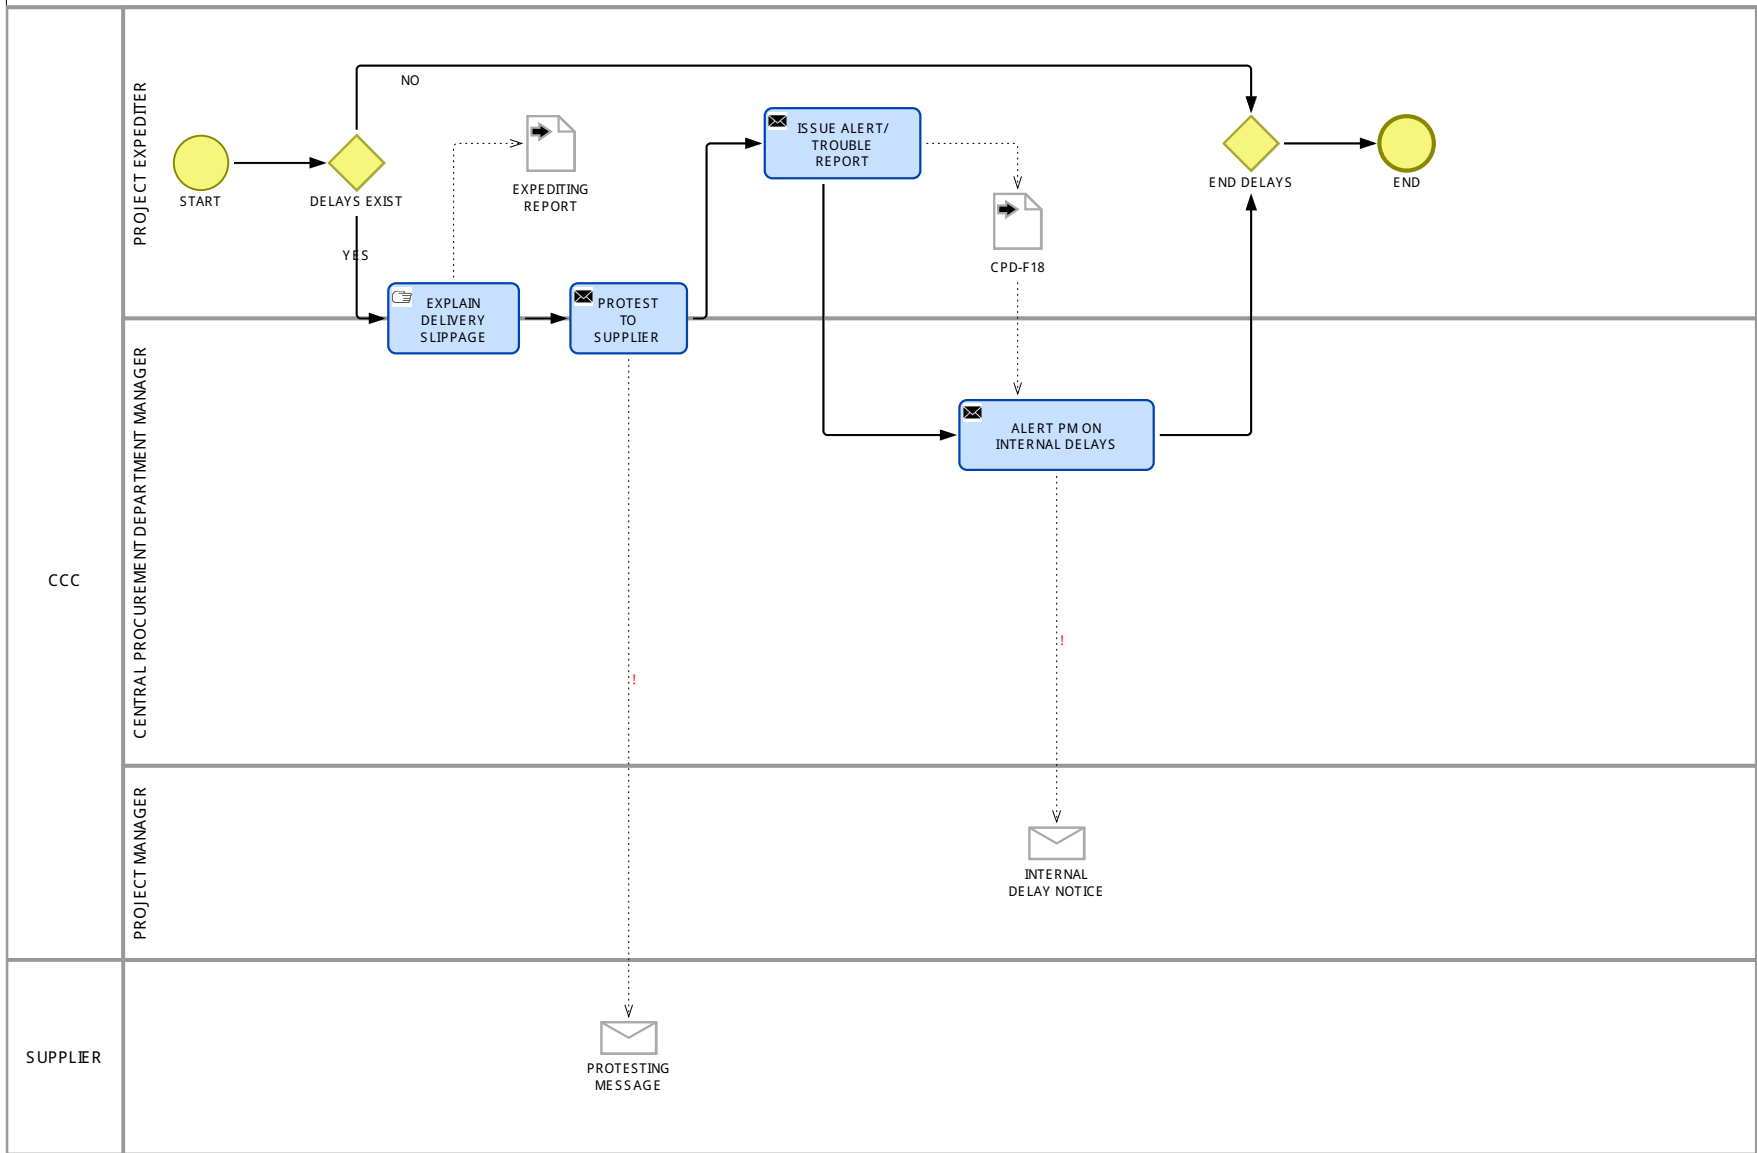 CCC
PROJECT EXPEDITER
START
DELAYS EXIST
NO
YES
EXPEDITING
REPORT
EXPLAIN
DELIVERY
SLIPPAGE
PROTEST
TO
SUPPLIER
ISSUE ALERT/
TROUBLE
REPORT
CPD-F18
END DELAYS
END
CENTRAL PROCUREMENT DEPARTMENT MANAGER
ALERT PM ON
INTERNAL DELAYS
!
!
PROJECT MANAGER
INTERNAL
DELAY NOTICE
SUPPLIER
PROTESTING
MESSAGE